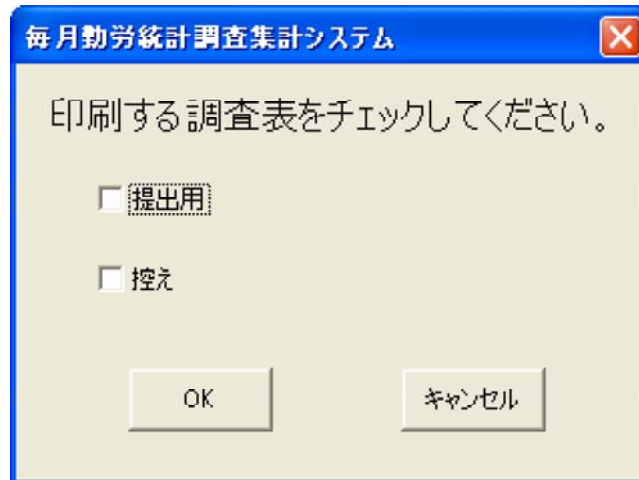 毎月勤労統計調査集計システム
印刷する調査表をチェックしてください。
提出用
控え
OK
キャンセル